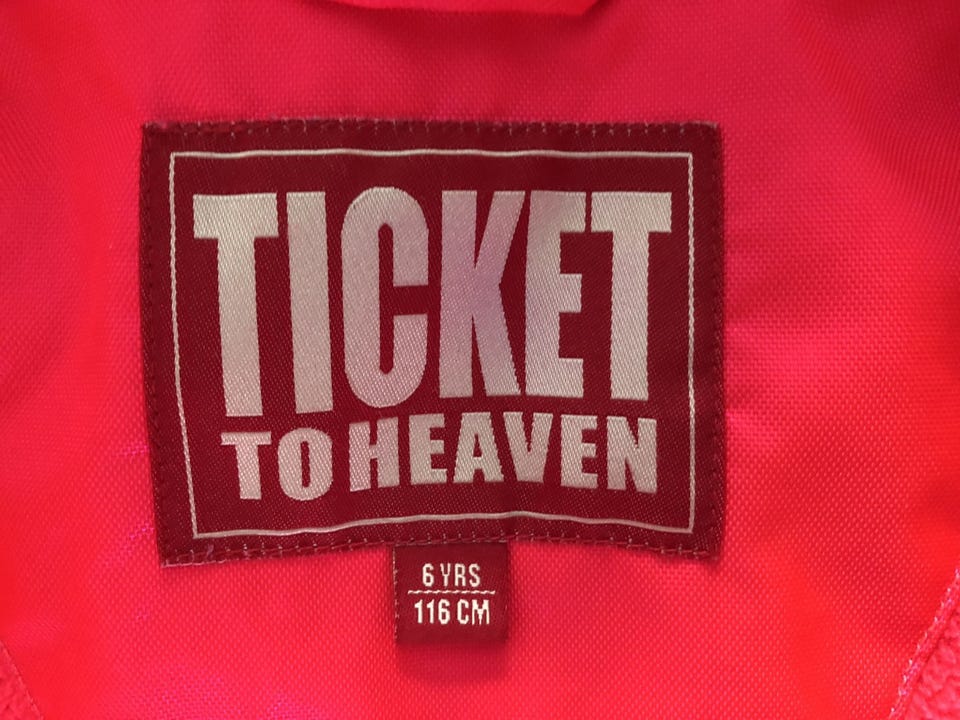 TICKET
TO HEAVEN
6 YRS
116 CM